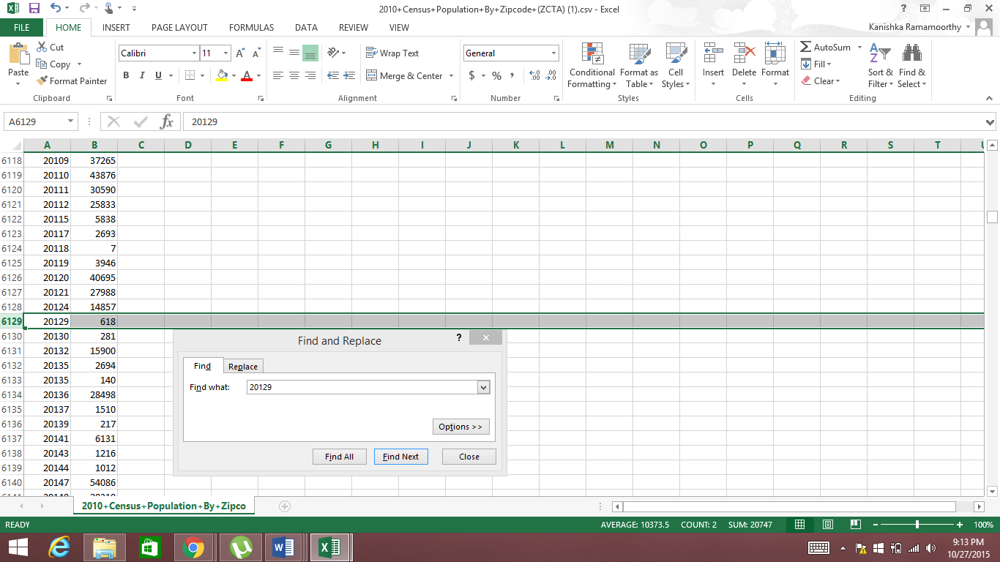 2010+Census+Population+By+Zipcode+(ZCTA) (1).csv - Excel
?
FILE HOME INSERT PAGE LAYOUT FORMULAS DATA REVIEW VIEW Kanishka Ramamoorthy
Paste
Cut
Copy
Format Painter
Clipboard
Calibri 11 A A
B I U A
Font
Wrap Text
Merge & Center
Alignment
General
$ % ,
Number
Conditional Formatting
Format as Table
Cell Styles
Styles
Insert Delete Format
Cells
AutoSum
Fill
Clear
Sort & Filter
Find & Select
Editing
A6129 fx 20129
A B C D E F G H I J K L M N O P Q R S T U
6118 20109 37265
6119 20110 43876
6120 20111 30590
6121 20112 25833
6122 20115 5838
6123 20117 2693
6124 20118 7
6125 20119 3946
6126 20120 40695
6127 20121 27988
6128 20124 14857
6129 20129 618
6130 20130 281
6131 20132 15900
6132 20135 2694
6133 20135 140
6134 20136 28498
6135 20137 1510
6136 20139 217
6137 20141 6131
6138 20143 1216
6139 20144 1012
6140 20147 54086
Find and Replace ?
Find Replace
Find what: 20129
Options >>
Find All Find Next Close
2010+Census+Population+By+Zipco
READY AVERAGE: 10373.5 COUNT: 2 SUM: 20747 100%
9:13 PM
10/27/2015